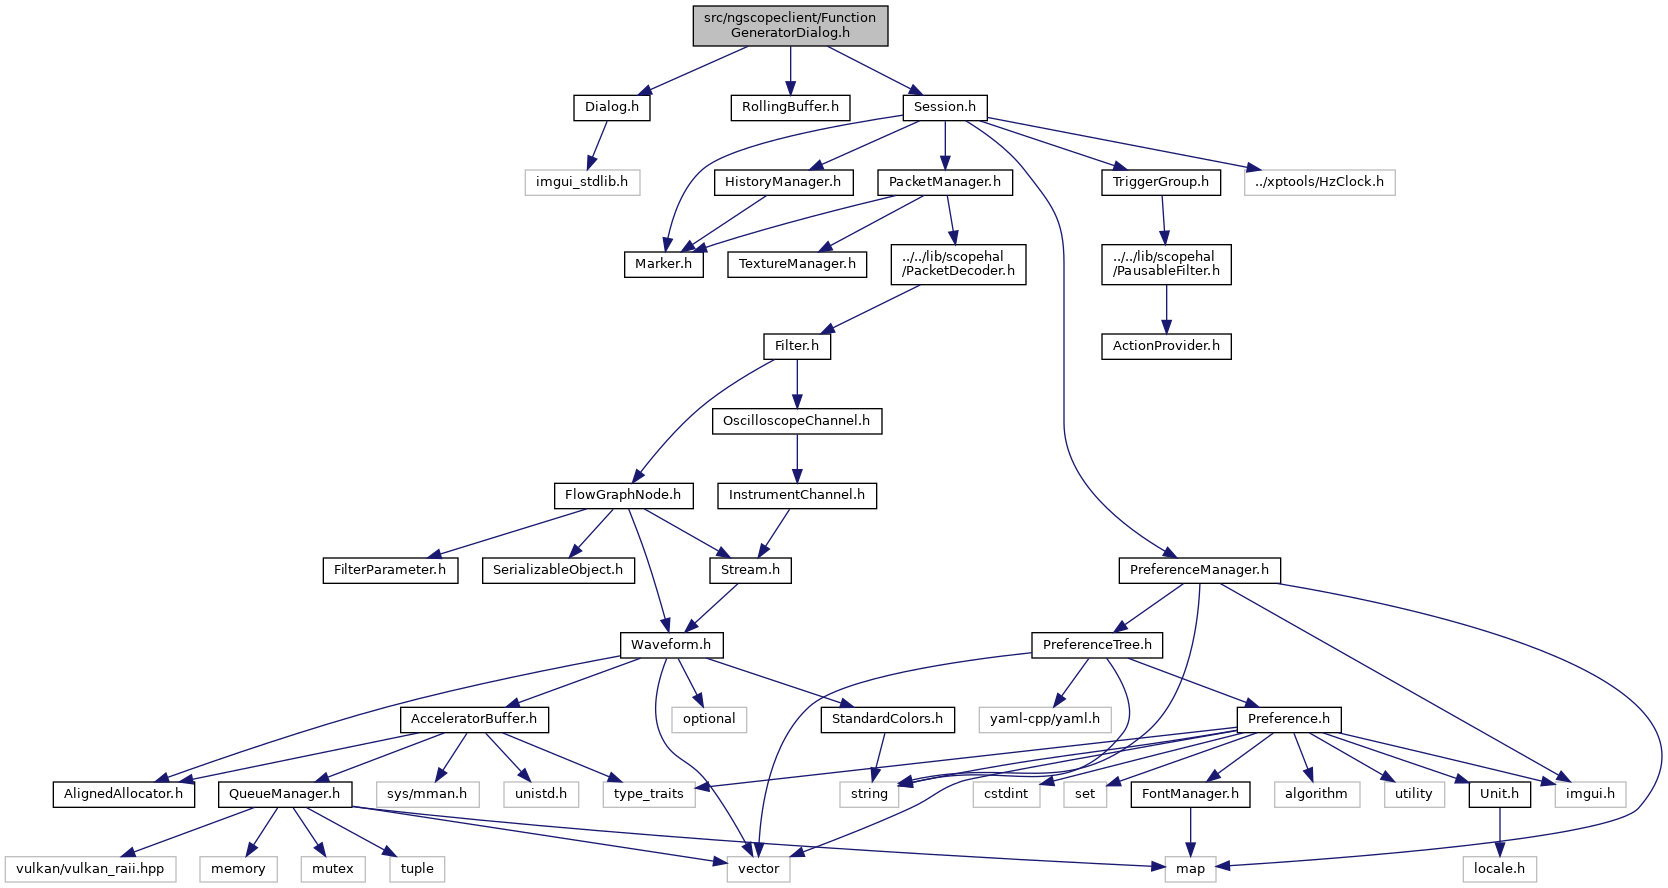 src/ngscopeclient/Function
GeneratorDialog.h
Dialog.h
RollingBuffer.h
Session.h
imgui_stdlib.h
HistoryManager.h
PacketManager.h
TriggerGroup.h
../xptools/HzClock.h
Marker.h
TextureManager.h
../../lib/scopehal
/PacketDecoder.h
../../lib/scopehal
/PausableFilter.h
Filter.h
ActionProvider.h
OscilloscopeChannel.h
FlowGraphNode.h
InstrumentChannel.h
FilterParameter.h
SerializableObject.h
Stream.h
PreferenceManager.h
Waveform.h
PreferenceTree.h
AcceleratorBuffer.h
optional
StandardColors.h
yaml-cpp/yaml.h
Preference.h
AlignedAllocator.h
QueueManager.h
sys/mman.h
unistd.h
type_traits
string
cstdint
set
FontManager.h
algorithm
utility
Unit.h
imgui.h
vulkan/vulkan_raii.hpp
memory
mutex
tuple
vector
map
locale.h